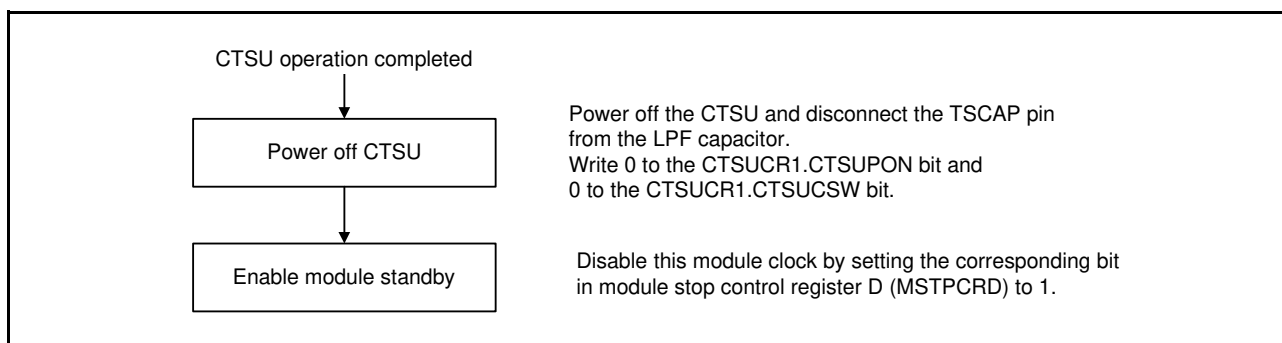 CTSU operation completed
Power off CTSU
Power off the CTSU and disconnect the TSCAP pin
from the LPF capacitor.
Write 0 to the CTSUCR1.CTSUPON bit and
0 to the CTSUCR1.CTSUCSW bit.
Enable module standby
Disable this module clock by setting the corresponding bit
in module stop control register D (MSTPCRD) to 1.